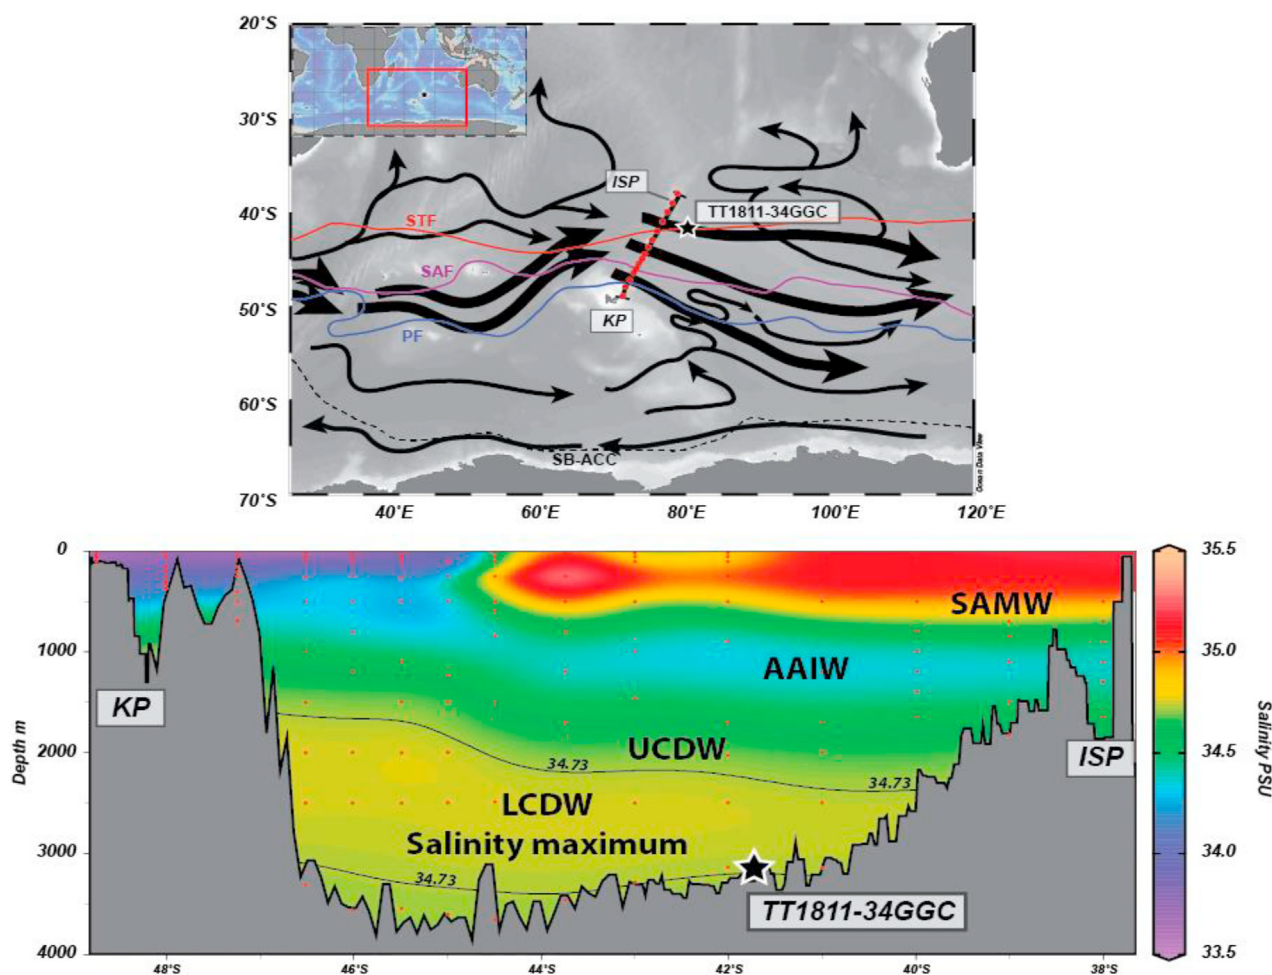 20°S
30°S
ISP
TT1811-34GGC
40°S
STF
SAF
50°S
PF
KP
60°S
SB-ACC
70°S
40°E
60°E
80°E
100°E
120°E
Ocean Data View
0
35.5
SAMW
1000
35.0
AAIW
KP
Depth m
2000
UCDW
ISP
34.73
34.73
34.5
Salinity PSU
LCDW
Salinity maximum
3000
34.0
34.73
TT1811-34GGC
4000
33.5
48°S
46°S
44°S
42°S
40°S
38°S